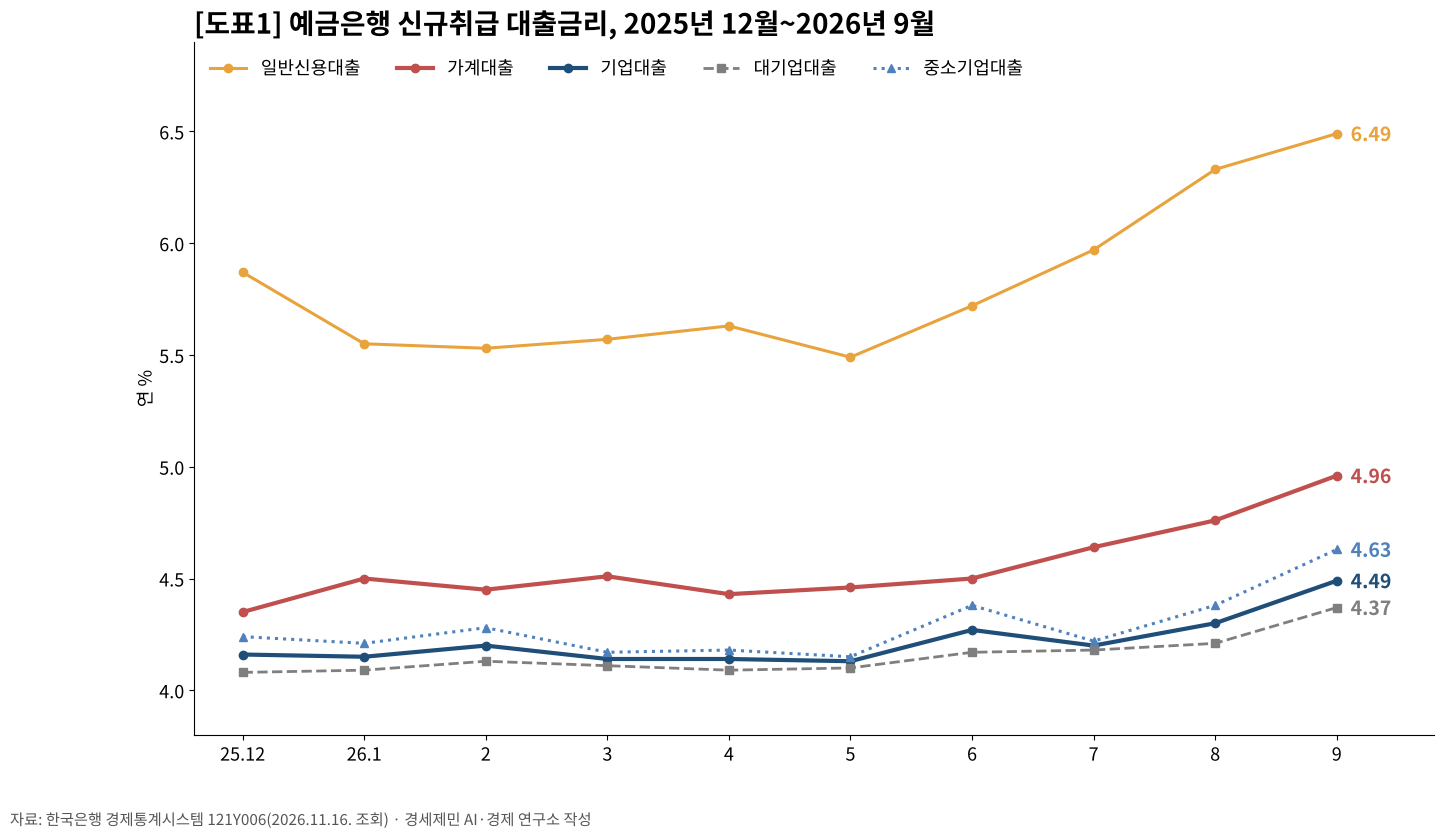 [도표1] 예금은행 신규취급 대출금리, 2025년 12월~2026년 9월
일반신용대출 가계대출 기업대출 대기업대출 중소기업대출
연 %
6.5
6.0
5.5
5.0
4.5
4.0
6.49
4.96
4.63
4.49
4.37
25.12 26.1 2 3 4 5 6 7 8 9
자료: 한국은행 경제통계시스템 121Y006(2026.11.16. 조회) · 경세제민 AI·경제 연구소 작성